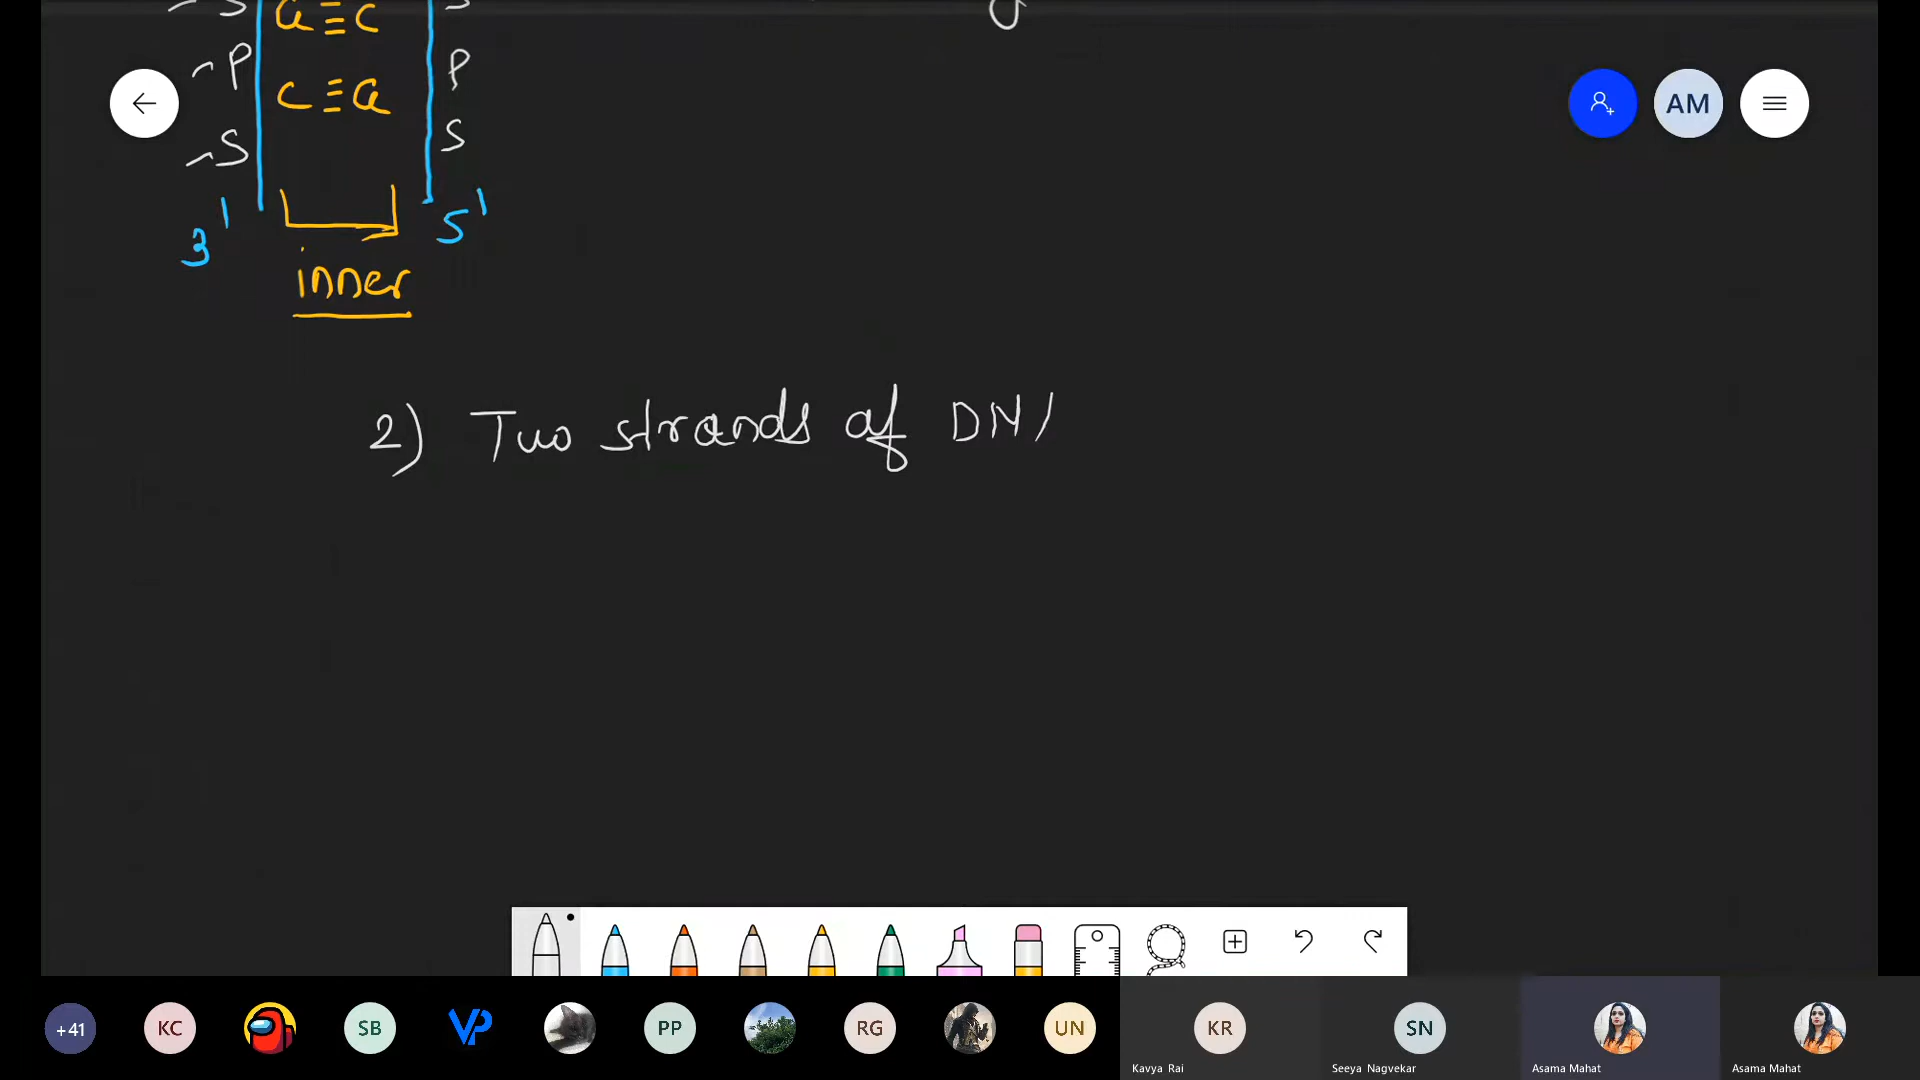 S G≡C S
P C≡G P
S S
3' 5'
inner
2) Two strands of DN
AM
+41 KC SB VP PP RG UN KR SN
Kavya Rai Seeya Nagvekar Asama Mahat Asama Mahat